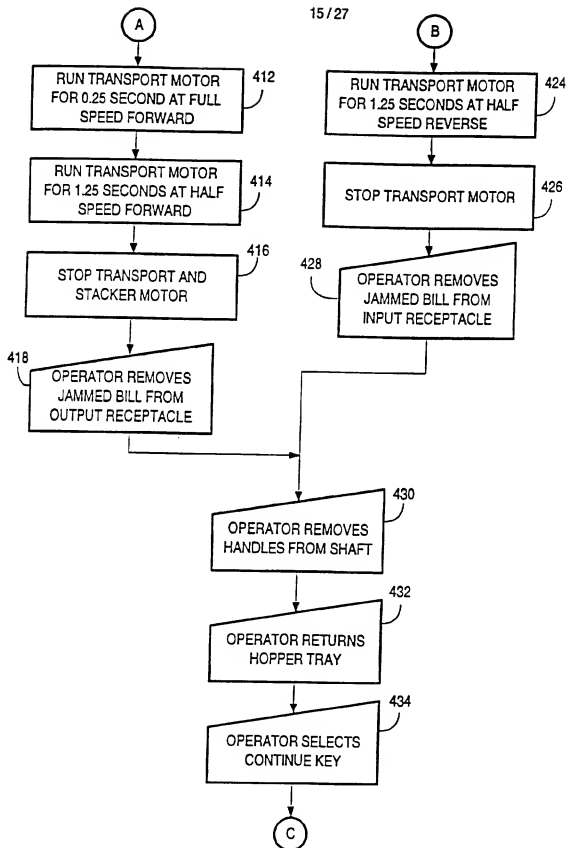 15/27
A
RUN TRANSPORT MOTOR
FOR 0.25 SECOND AT FULL
SPEED FORWARD
412
RUN TRANSPORT MOTOR
FOR 1.25 SECONDS AT HALF
SPEED FORWARD
414
STOP TRANSPORT AND
STACKER MOTOR
416
418
OPERATOR REMOVES
JAMMED BILL FROM
OUTPUT RECEPTACLE
B
RUN TRANSPORT MOTOR
FOR 1.25 SECONDS AT HALF
SPEED REVERSE
424
STOP TRANSPORT MOTOR
426
428
OPERATOR REMOVES
JAMMED BILL FROM
INPUT RECEPTACLE
OPERATOR REMOVES
HANDLES FROM SHAFT
430
OPERATOR RETURNS
HOPPER TRAY
432
OPERATOR SELECTS
CONTINUE KEY
434
C